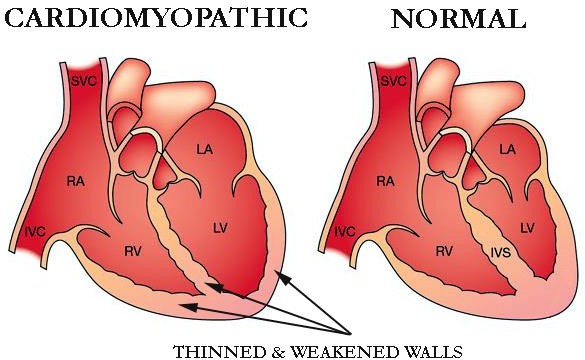 CARDIOMYOPATHIC
NORMAL
SVC
LA
RA
LV
IVC
RV
SVC
LA
RA
LV
IVC
RV
IVS
THINNED & WEAKENED WALLS